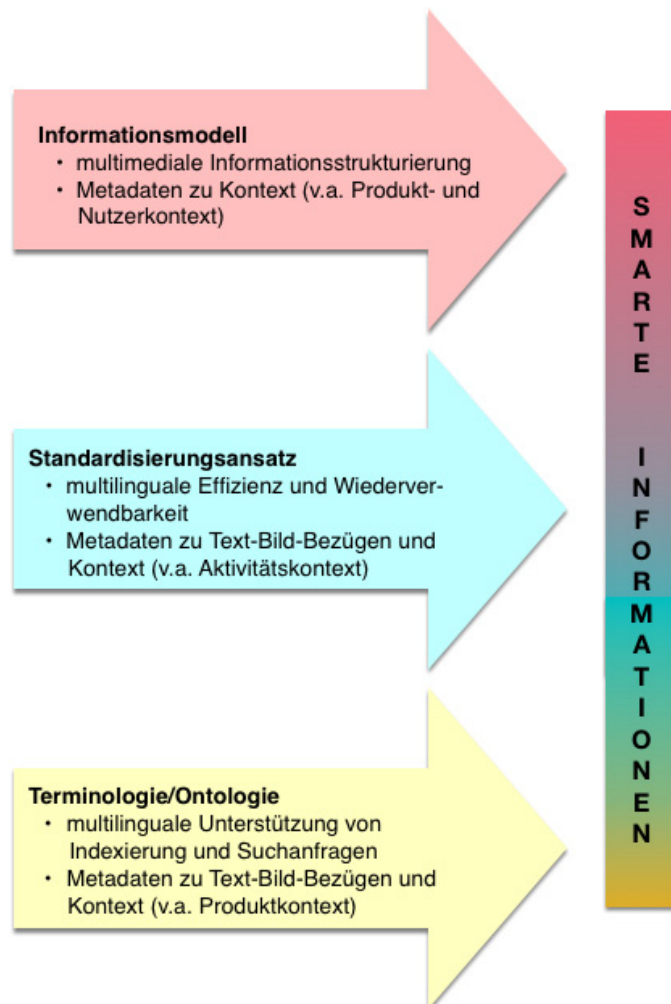 Informationsmodell
• multimediale Informationsstrukturierung
• Metadaten zu Kontext (v.a. Produkt- und
Nutzerkontext)
Standardisierungsansatz
• multilinguale Effizienz und Wiederver-
wendbarkeit
• Metadaten zu Text-Bild-Bezügen und
Kontext (v.a. Aktivitätskontext)
Terminologie/Ontologie
• multilinguale Unterstützung von
Indexierung und Suchanfragen
• Metadaten zu Text-Bild-Bezügen und
Kontext (v.a. Produktkontext)
SMARTE INFORMATIONEN